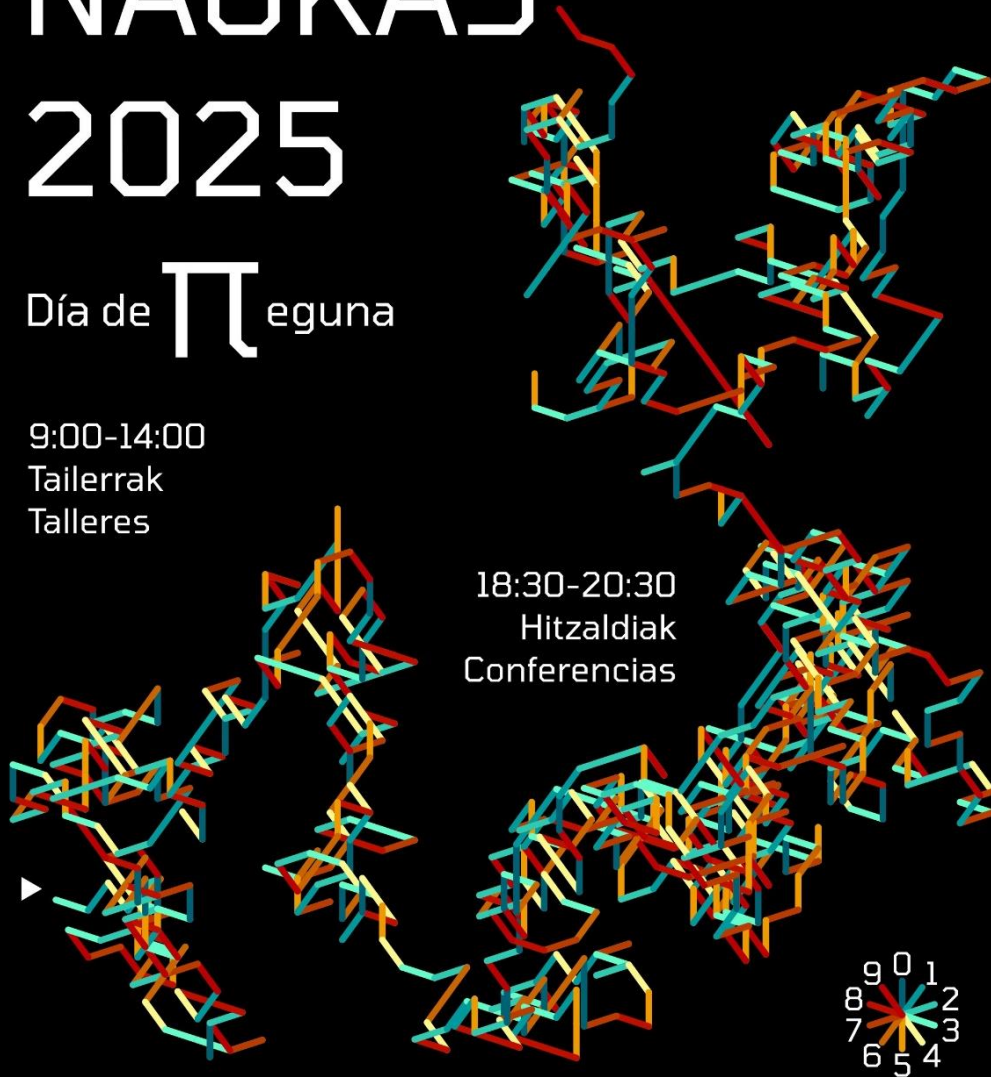 NAUKAS
2025
Día de π eguna
9:00-14:00
Tailerrak
Talleres
18:30-20:30
Hitzaldiak
Conferencias
9 0 1
8 2
7 3
6 5 4